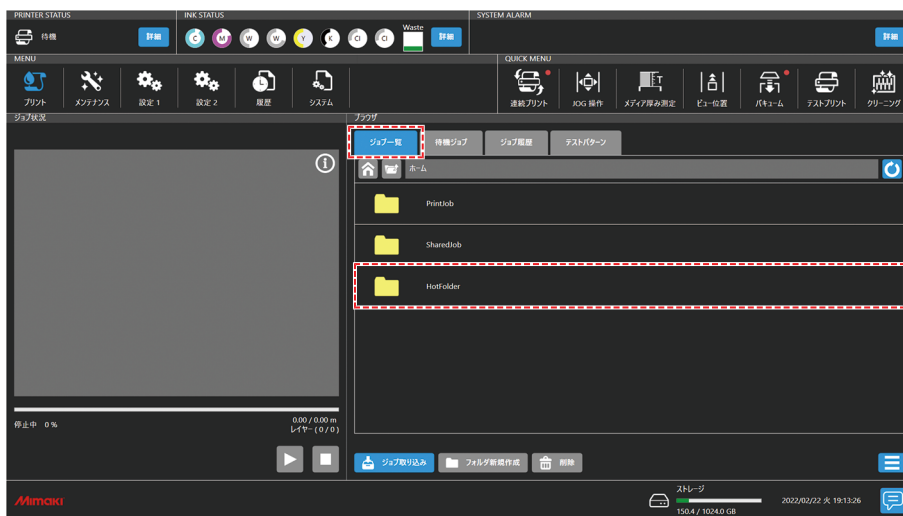 PRINTER STATUS
INK STATUS
SYSTEM ALARM
待機
詳細
C M W W Y K Cl Cl
Waste
詳細
詳細
MENU
QUICK MENU
プリント
メンテナンス
設定 1
設定 2
履歴
システム
連続プリント
JOG 操作
メディア厚み測定
ビュー位置
バキューム
テストプリント
クリーニング
ジョブ状況
ブラウザ
ジョブ一覧
待機ジョブ
ジョブ履歴
テストパターン
ホーム
PrintJob
SharedJob
HotFolder
停止中 0 %
0.00 / 0.00 m
レイヤー ( 0 / 0 )
ジョブ取り込み
フォルダ新規作成
削除
Mimaki
ストレージ
150.4 / 1024.0 GB
2022/02/22 火 19:13:26